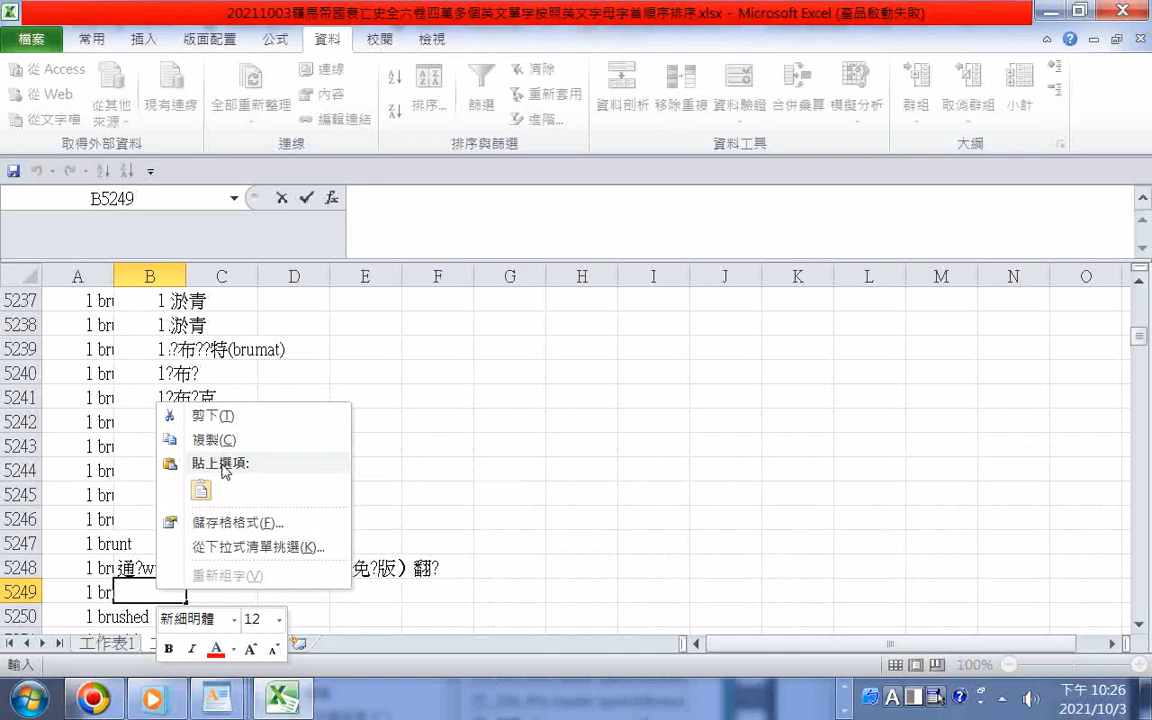 20211003羅馬帝國衰亡史全六卷四萬多個英文單字按照英文字母字首順序排序.xlsx - Microsoft Excel (產品啟動失敗)
檔案 常用 插入 版面配置 公式 資料 校閱 檢視
從 Access
從 Web
從文字檔
從其他來源
現有連線
取得外部資料
全部重新整理
連線
內容
編輯連結
連線
排序...
篩選
清除
重新套用
進階...
排序與篩選
資料剖析 移除重複 資料驗證 合併彙算 模擬分析
資料工具
群組 取消群組 小計
大綱
B5249
A B C D E F G H I J K L M N O
5237 1 bru 1 淤青
5238 1 bru 1.淤青
5239 1 bru 1.?布??特(brumat)
5240 1 bru 1?布?
5241 1 bru 1?布?克
5242 1 bru
5243 1 bru
5244 1 bru
5245 1 bru
5246 1 bru
5247 1 brunt
5248 1 bru 通?w 免?版）翻?
5249 1 br
5250 1 brushed
剪下(T)
複製(C)
貼上選項:
儲存格格式(F)...
從下拉式清單挑選(K)...
重新組字(V)
新細明體 12
B I A A A
工作表1
輸入 100%
下午 10:26
2021/10/3